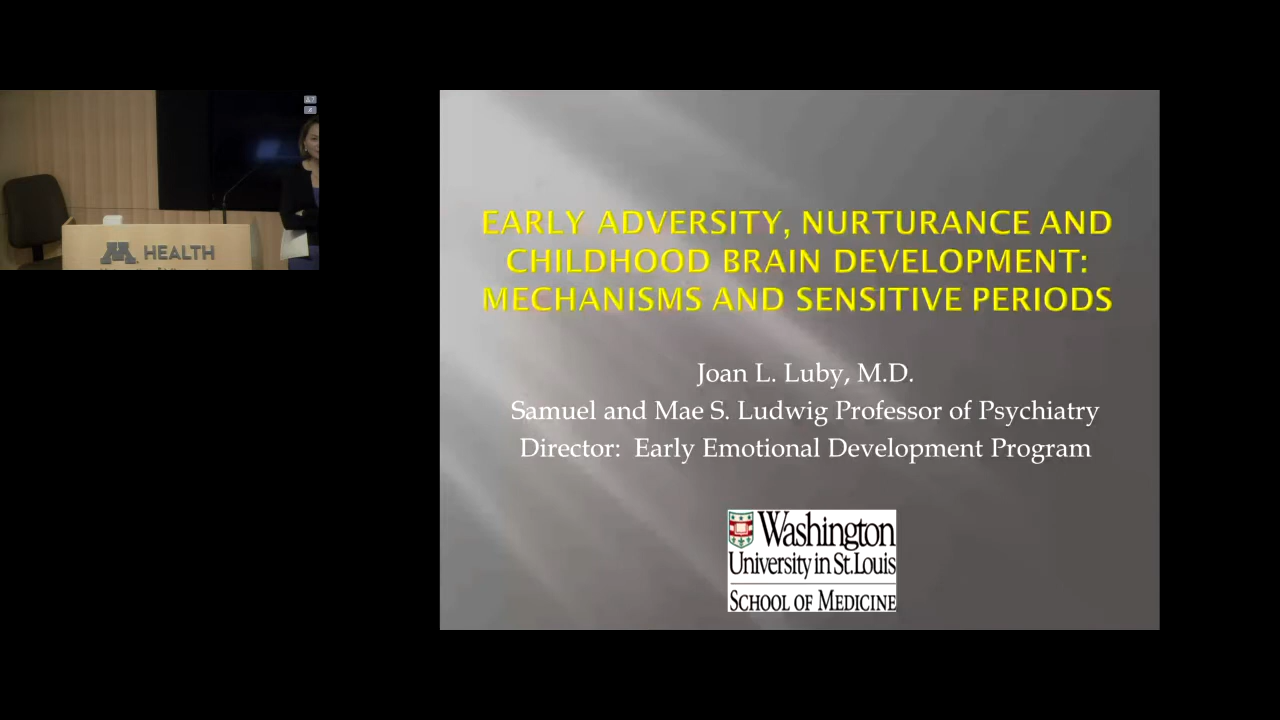 M HEALTH
EARLY ADVERSITY, NURTURANCE AND
CHILDHOOD BRAIN DEVELOPMENT:
MECHANISMS AND SENSITIVE PERIODS
Joan L. Luby, M.D.
Samuel and Mae S. Ludwig Professor of Psychiatry
Director: Early Emotional Development Program
Washington
University in St. Louis
SCHOOL OF MEDICINE